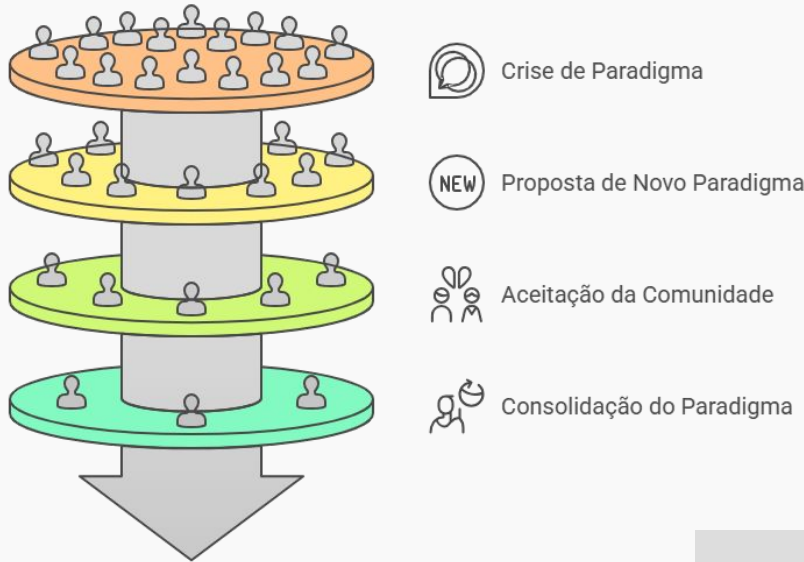 Crise de Paradigma
NEW
Proposta de Novo Paradigma
Aceitação da Comunidade
Consolidação do Paradigma